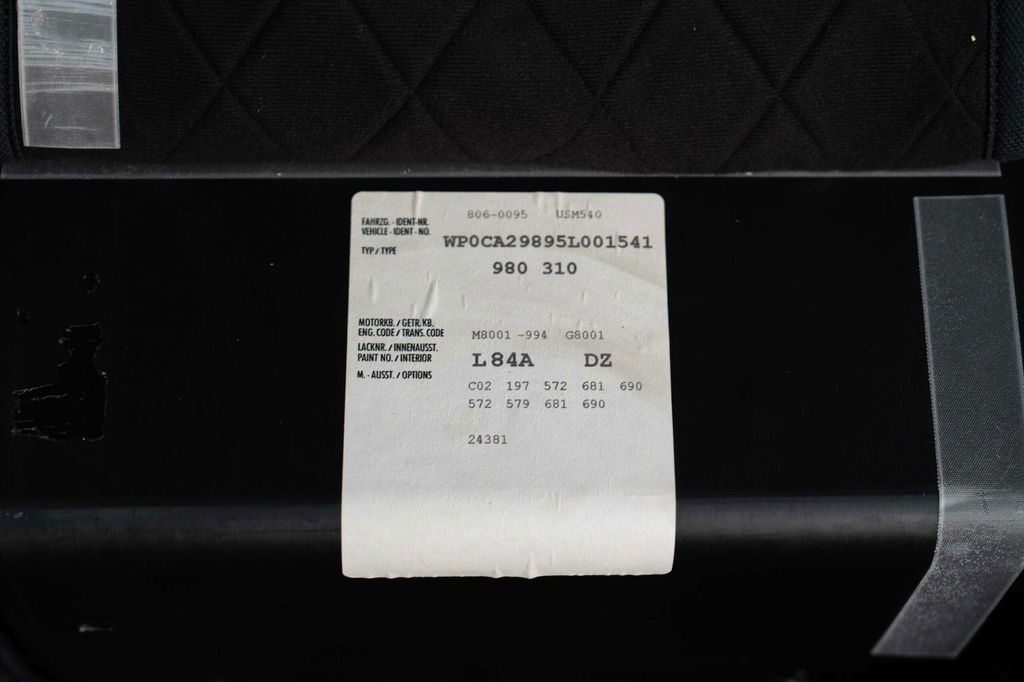 806-0095 USM540
FAHRZG. - IDENT-NR.
VEHICLE - IDENT - NO.
WP0CA29895L001541
TYP / TYPE
980 310
MOTORKB. / GETR. KB.
ENG. CODE / TRANS. CODE
M8001 -994 G8001
LACKNR. / INNENAUSST.
PAINT NO. / INTERIOR
L84A DZ
M. - AUSST. / OPTIONS
C02 197 572 681 690
572 579 681 690
24381